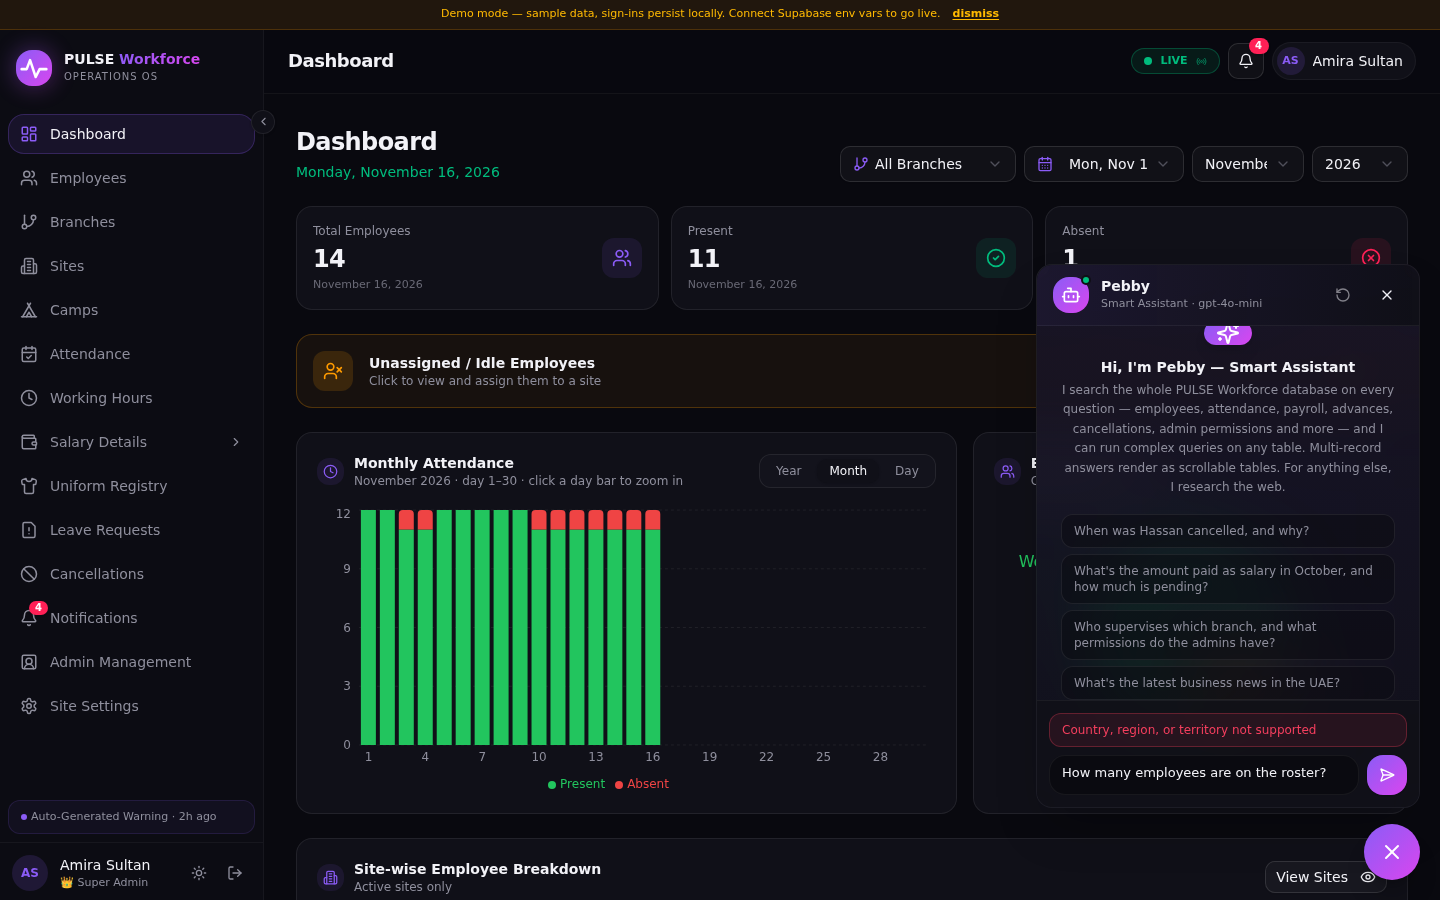 Demo mode — sample data, sign-ins persist locally. Connect Supabase env vars to go live. dismiss
PULSE Workforce
OPERATIONS OS
Dashboard
Employees
Branches
Sites
Camps
Attendance
Working Hours
Salary Details
Uniform Registry
Leave Requests
Cancellations
4
Notifications
Admin Management
Site Settings
Auto-Generated Warning · 2h ago
AS
Amira Sultan
👑 Super Admin
Dashboard
LIVE
4
AS
Amira Sultan
Dashboard
Monday, November 16, 2026
All Branches
Mon, Nov 1
Novembe
2026
Total Employees
14
November 16, 2026
Present
11
November 16, 2026
Absent
1
Unassigned / Idle Employees
Click to view and assign them to a site
Monthly Attendance
November 2026 · day 1–30 · click a day bar to zoom in
Year Month Day
12
9
6
3
0
1 4 7 10 13 16 19 22 25 28
Present Absent
Site-wise Employee Breakdown
Active sites only
View Sites
Pebby
Smart Assistant · gpt-4o-mini
Hi, I'm Pebby — Smart Assistant
I search the whole PULSE Workforce database on every
question — employees, attendance, payroll, advances,
cancellations, admin permissions and more — and I
can run complex queries on any table. Multi-record
answers render as scrollable tables. For anything else,
I research the web.
When was Hassan cancelled, and why?
What's the amount paid as salary in October, and
how much is pending?
Who supervises which branch, and what
permissions do the admins have?
What's the latest business news in the UAE?
Country, region, or territory not supported
How many employees are on the roster?